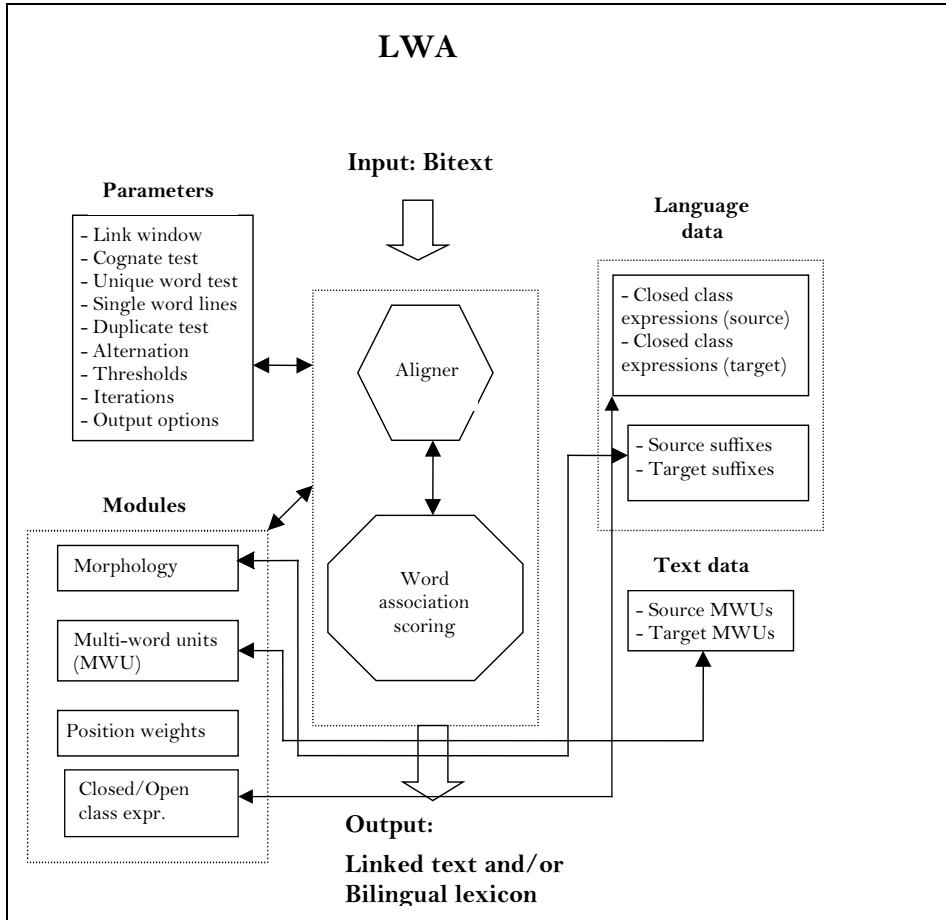 LWA
Input: Bitext
Parameters
- Link window
- Cognate test
- Unique word test
- Single word lines
- Duplicate test
- Alternation
- Thresholds
- Iterations
- Output options
Aligner
Word
association
scoring
Language
data
- Closed class
expressions (source)
- Closed class
expressions (target)
- Source suffixes
- Target suffixes
Modules
Morphology
Multi-word units
(MWU)
Position weights
Closed/Open
class expr.
Text data
- Source MWUs
- Target MWUs
Output:
Linked text and/or
Bilingual lexicon